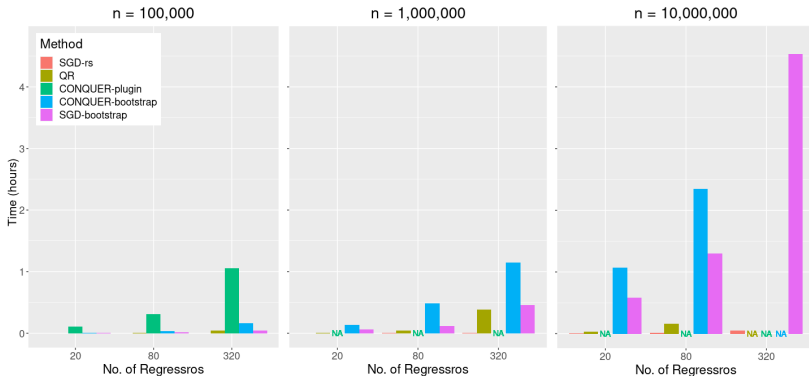 n = 100,000
n = 1,000,000
n = 10,000,000
Method
SGD-rs
QR
CONQUER-plugin
CONQUER-bootstrap
SGD-bootstrap
Time (hours)
4
3
2
1
0
NA
NA
NA
NA
NA
NA
NA
NA
20
80
320
20
80
320
20
80
320
No. of Regressros
No. of Regressros
No. of Regressros